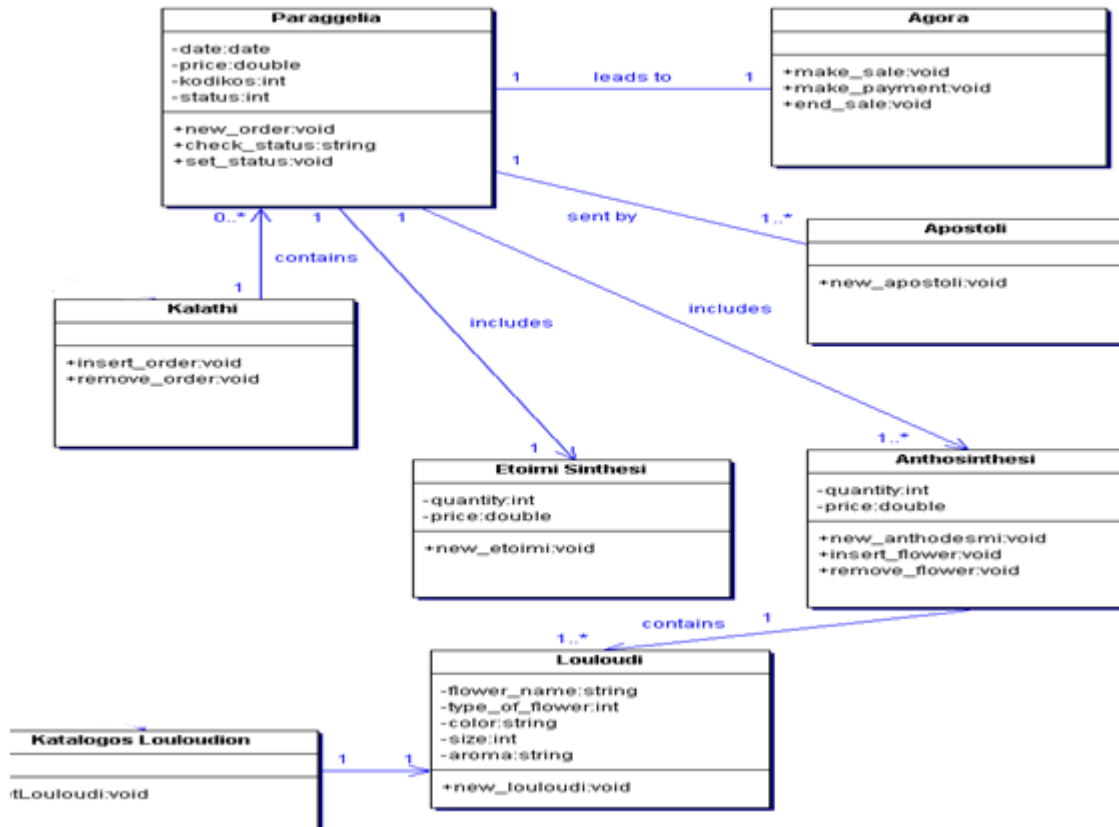 Paraggelia
-date:date
-price:double
-kodikos:int
-status:int
+new_order:void
+check_status:string
+set_status:void
Agora
+make_sale:void
+make_payment:void
+end_sale:void
1 leads to 1
1
sent by
1..*
Apostoli
+new_apostoli:void
0..*
contains
1
Kalathi
+insert_order:void
+remove_order:void
1
includes
1
1
includes
1..*
Etoimi Sinthesi
-quantity:int
-price:double
+new_etoimi:void
Anthosinthesi
-quantity:int
-price:double
+new_anthodesmi:void
+insert_flower:void
+remove_flower:void
1
contains
1..*
Louloudi
-flower_name:string
-type_of_flower:int
-color:string
-size:int
-aroma:string
+new_louloudi:void
Katalogos Louloudion
tLouloudi:void
1 1